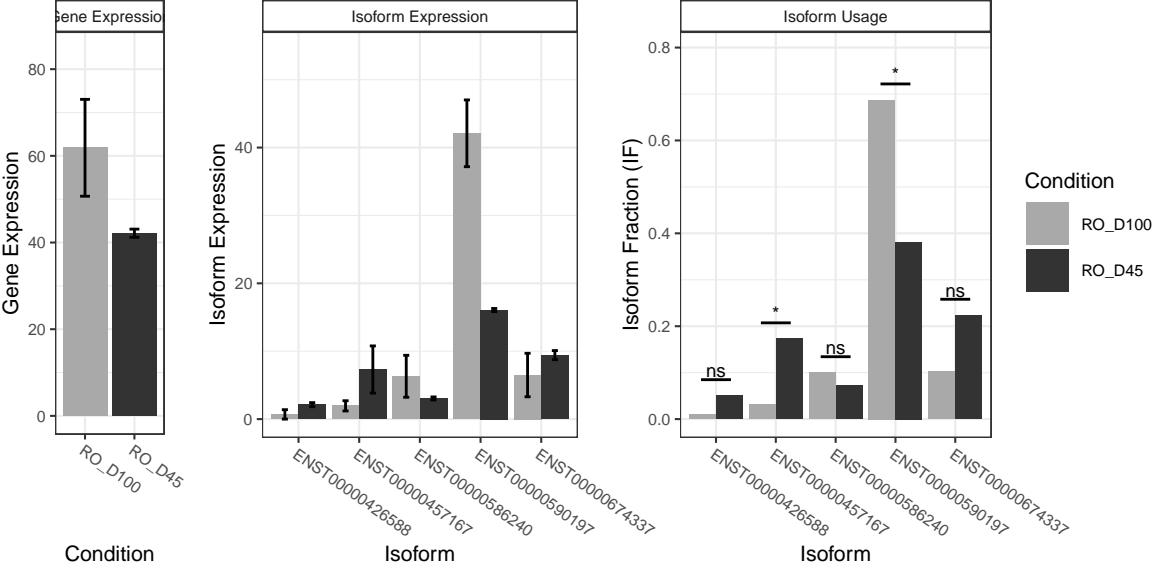 Gene Expression
Isoform Expression
Isoform Usage
Gene Expression
80
60
40
20
0
RO_D100
RO_D45
Condition
Isoform Expression
40
20
0
ENST00000426588
ENST00000457167
ENST00000586240
ENST00000590197
ENST00000674337
Isoform
Isoform Fraction (IF)
0.8
0.6
0.4
0.2
0.0
ns
*
ns
*
ns
ENST00000426588
ENST00000457167
ENST00000586240
ENST00000590197
ENST00000674337
Isoform
Condition
RO_D100
RO_D45